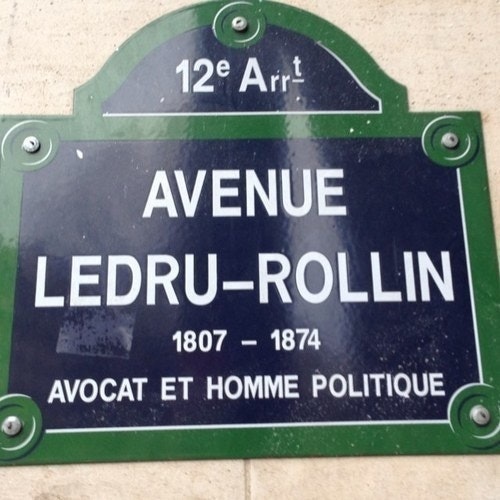 12e Arrt
AVENUE
LEDRU-ROLLIN
1807 - 1874
AVOCAT ET HOMME POLITIQUE